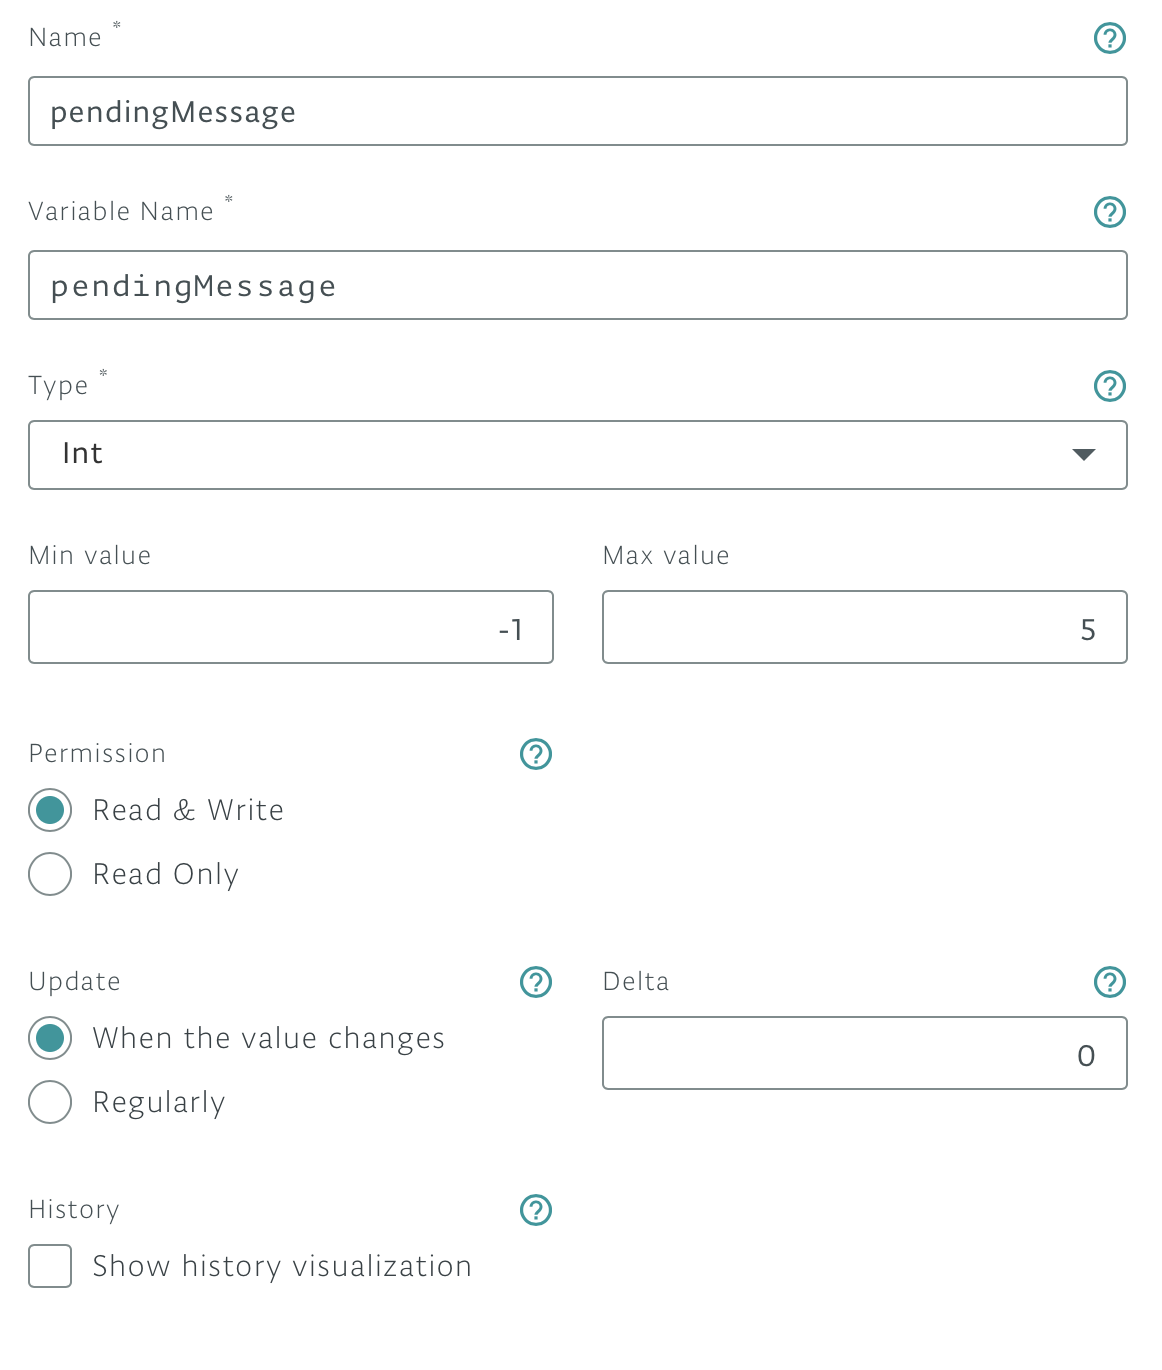 Name *
pendingMessage
Variable Name *
pendingMessage
Type *
Int
Min value
Max value
-1
5
Permission
Read & Write
Read Only
Update
Delta
When the value changes
0
Regularly
History
Show history visualization